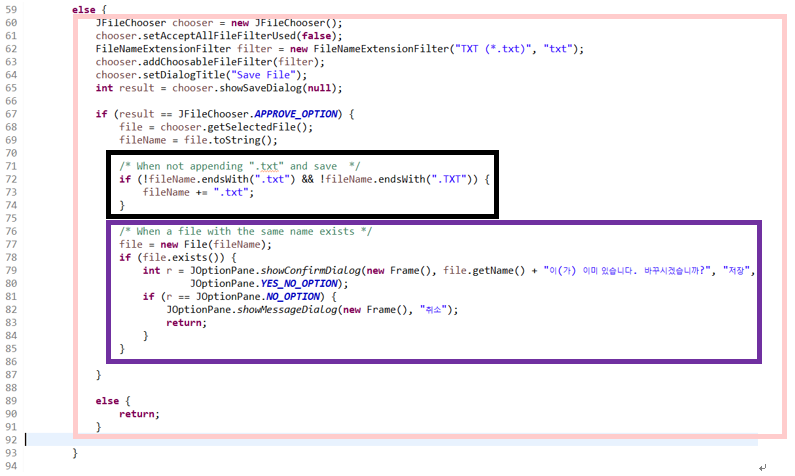 59 else {
60 JFileChooser chooser = new JFileChooser();
61 chooser.setAcceptAllFileFilterUsed(false);
62 FileNameExtensionFilter filter = new FileNameExtensionFilter("TXT (*.txt)", "txt");
63 chooser.addChoosableFileFilter(filter);
64 chooser.setDialogTitle("Save File");
65 int result = chooser.showSaveDialog(null);
66
67 if (result == JFileChooser.APPROVE_OPTION) {
68 file = chooser.getSelectedFile();
69 fileName = file.toString();
70
71 /* When not appending ".txt" and save  */
72 if (!fileName.endsWith(".txt") && !fileName.endsWith(".TXT")) {
73 fileName += ".txt";
74 }
75
76 /* When a file with the same name exists */
77 file = new File(fileName);
78 if (file.exists()) {
79 int r = JOptionPane.showConfirmDialog(new Frame(), file.getName() + "이(가) 이미 있습니다. 바꾸시겠습니까?", "저장",
80 JOptionPane.YES_NO_OPTION);
81 if (r == JOptionPane.NO_OPTION) {
82 JOptionPane.showMessageDialog(new Frame(), "취소");
83 return;
84 }
85 }
86
87 }
88
89 else {
90 return;
91 }
92
93 }
94